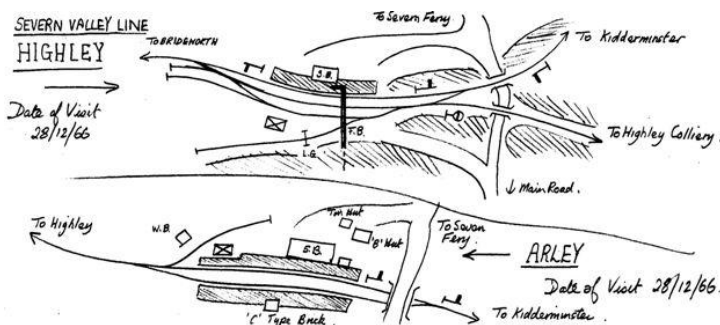 SEVERN VALLEY LINE
HIGHLEY
Date of Visit
28/12/66
To BRIDGNORTH
To Severn Ferry
To Kidderminster
S.B.
F.B.
L.G.
To Highley Colliery.
↓ Main Road.
To Highley
W.B.
Tin Hut
'B' Hut
S.B.
'C' Type Brick
To Severn
Ferry.
ARLEY
Date of Visit 28/12/66.
To Kidderminster.